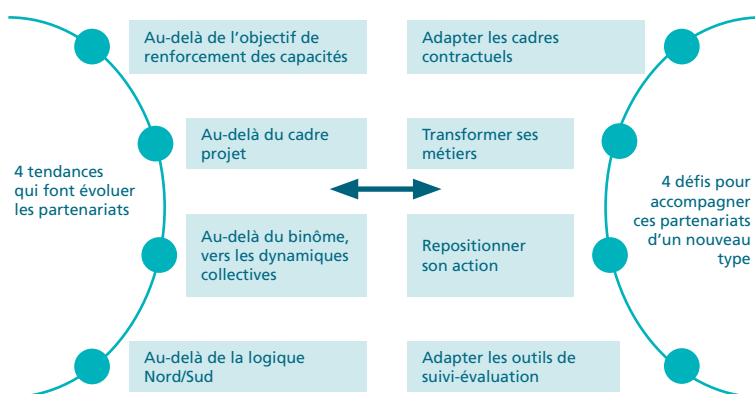 4 tendances
qui font évoluer
les partenariats
Au-delà de l’objectif de
renforcement des capacités
Au-delà du cadre
projet
Au-delà du binôme,
vers les dynamiques
collectives
Au-delà de la logique
Nord/Sud
Adapter les cadres
contractuels
Transformer ses
métiers
Repositionner
son action
Adapter les outils de
suivi-évaluation
4 défis pour
accompagner
ces partenariats
d’un nouveau
type